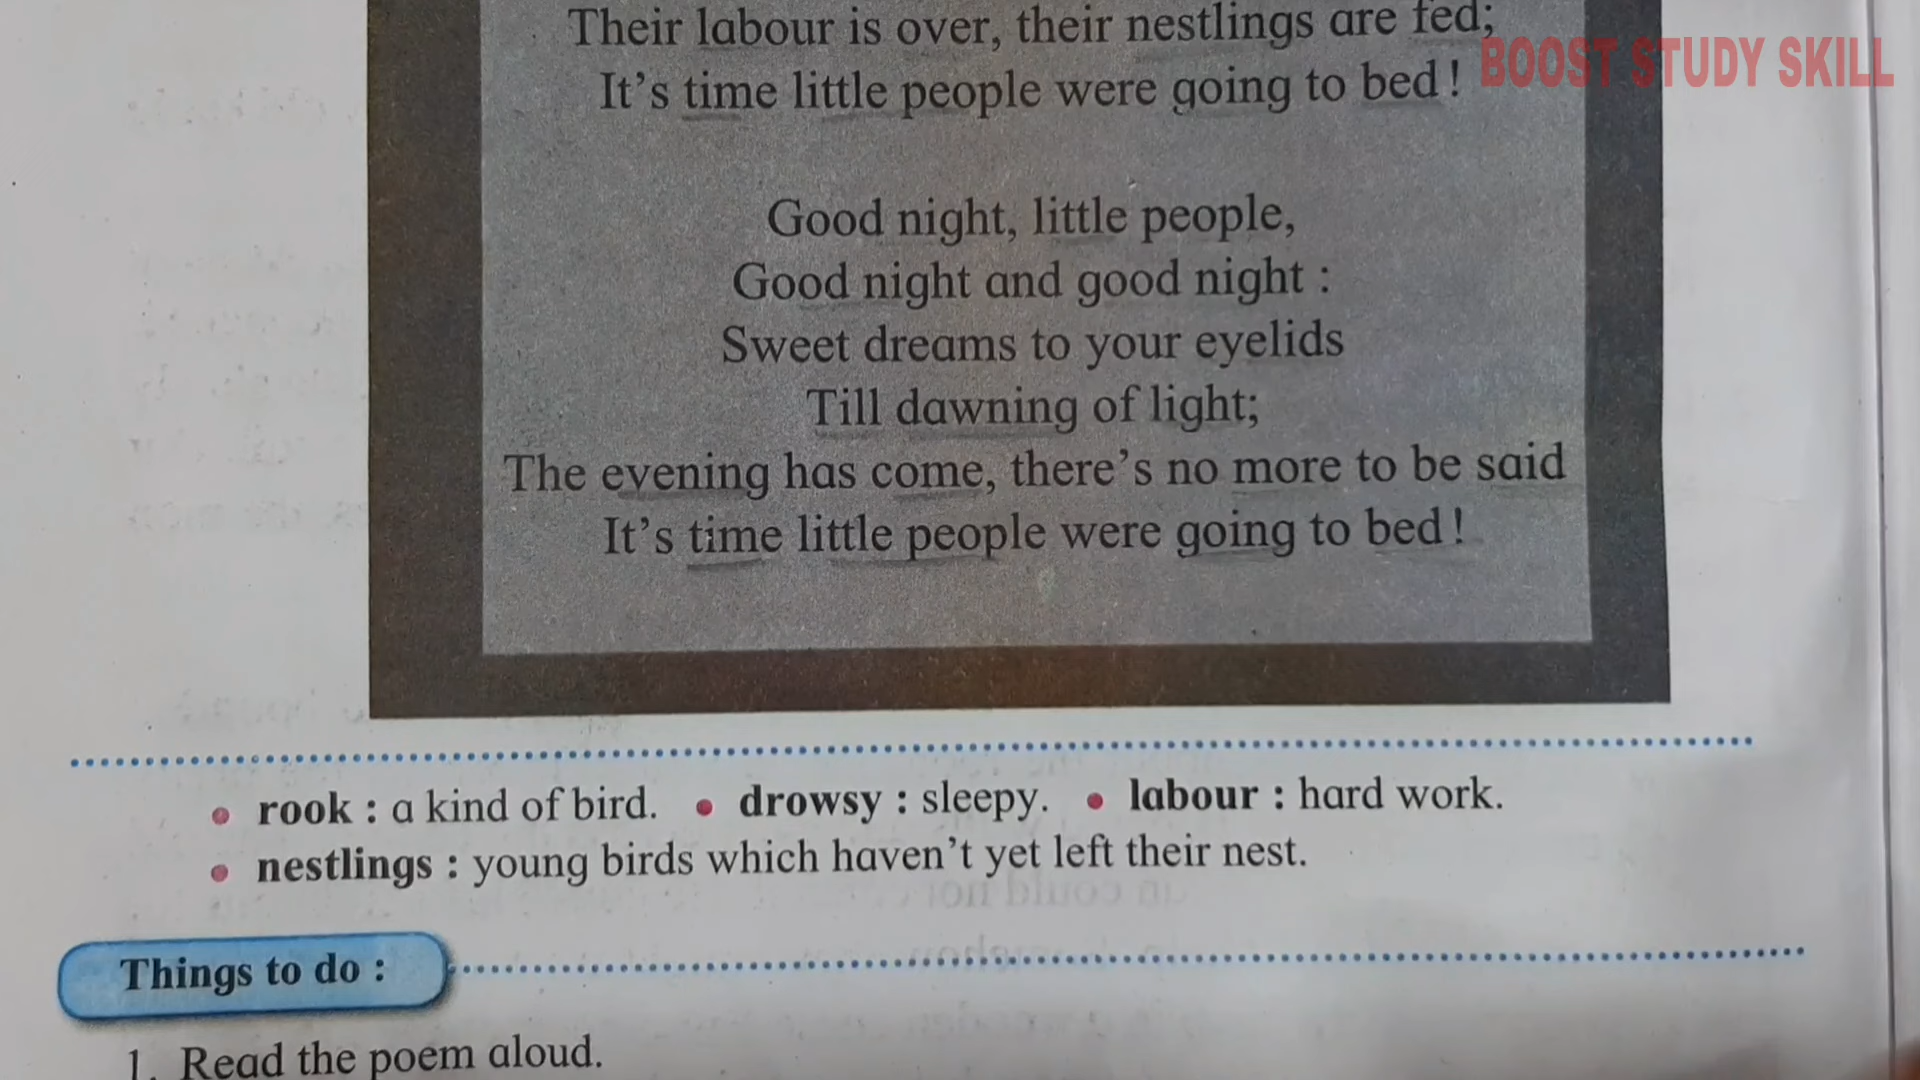 Their labour is over, their nestlings are fed;
BOOST STUDY SKILL
It's time little people were going to bed!
Good night, little people,
Good night and good night :
Sweet dreams to your eyelids
Till dawning of light;
The evening has come, there's no more to be said
It's time little people were going to bed!
• rook : a kind of bird. • drowsy : sleepy. • labour : hard work.
• nestlings : young birds which haven't yet left their nest.
Things to do :
1. Read the poem aloud.